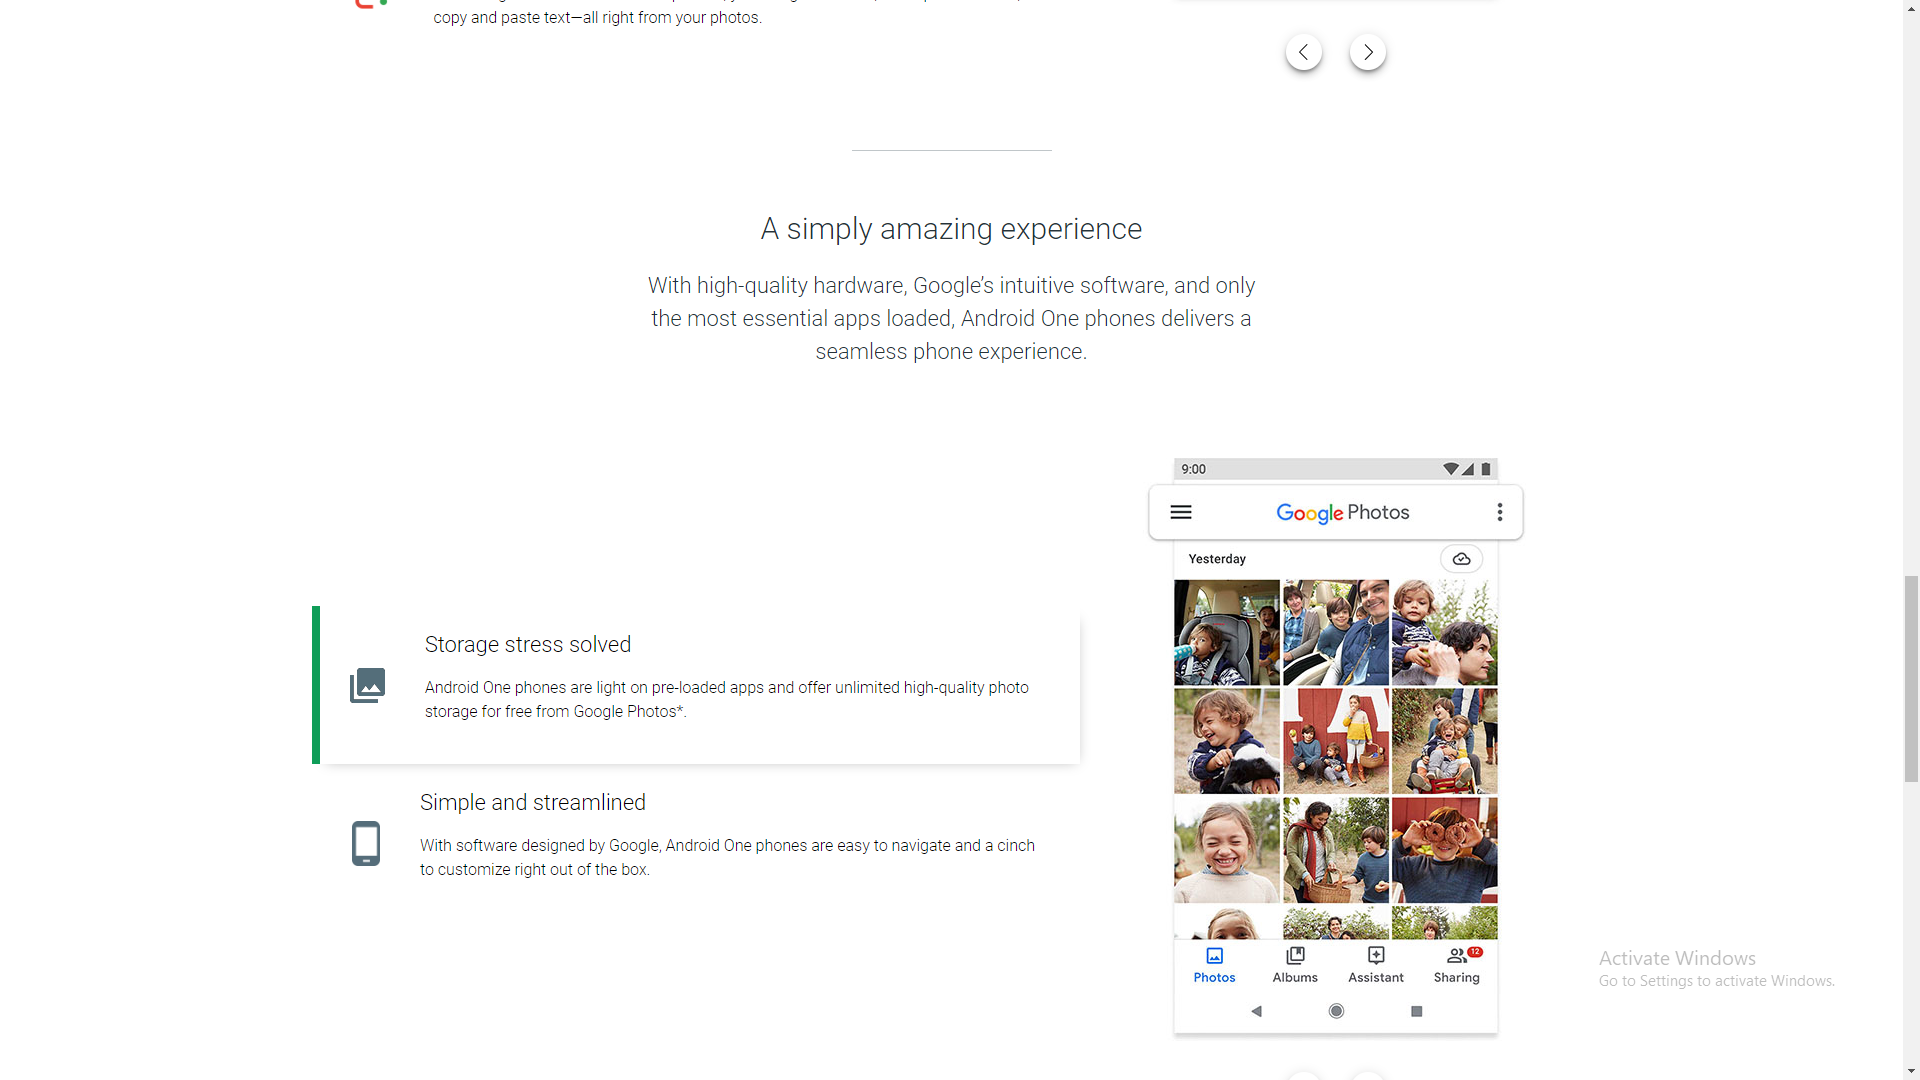 copy and paste text—all right from your photos.
A simply amazing experience
With high-quality hardware, Google’s intuitive software, and only
the most essential apps loaded, Android One phones delivers a
seamless phone experience.
9:00
Google Photos
Yesterday
Storage stress solved
Android One phones are light on pre-loaded apps and offer unlimited high-quality photo
storage for free from Google Photos*.
Simple and streamlined
With software designed by Google, Android One phones are easy to navigate and a cinch
to customize right out of the box.
12
Photos Albums Assistant Sharing
Activate Windows
Go to Settings to activate Windows.